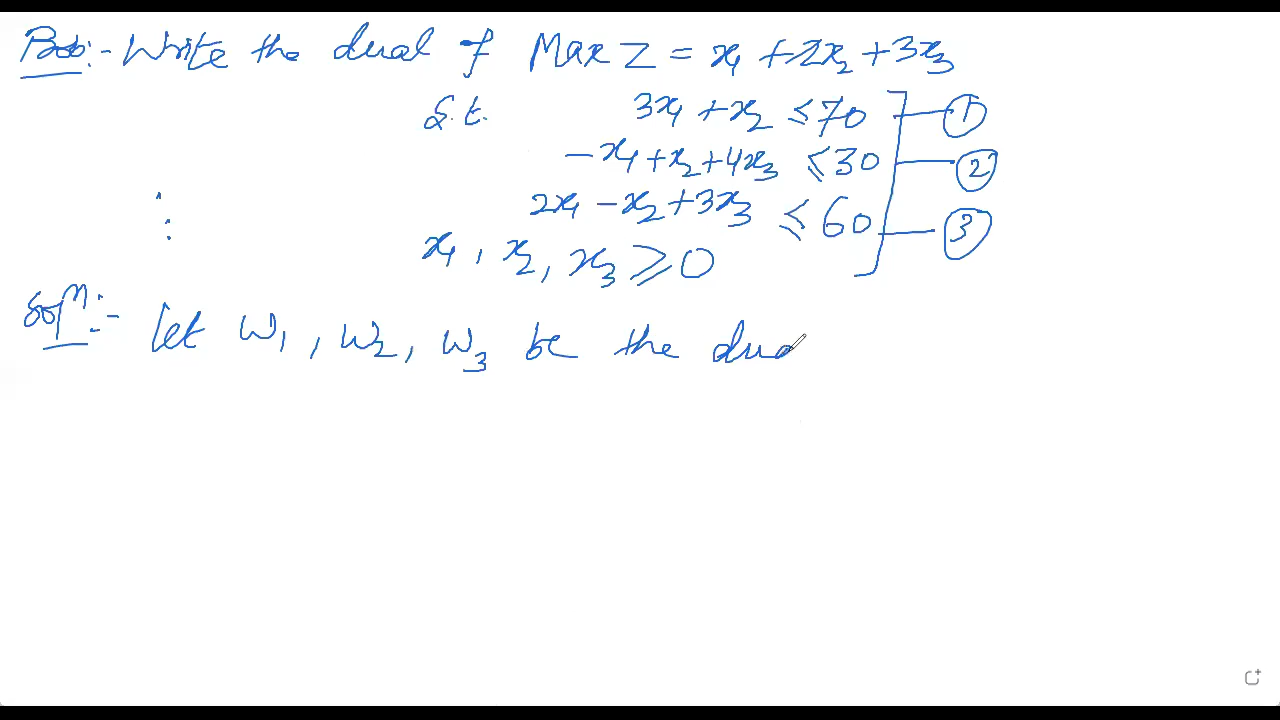 Prob:- Write the dual of Max Z = x₁ + 2x₂ + 3x₃
S.t. 3x₁ + x₂ ≤ 70 ①
-x₁ + x₂ + 4x₃ ≤ 30 ②
2x₁ - x₂ + 3x₃ ≤ 60 ③
x₁, x₂, x₃ ≥ 0
Solⁿ:- let w₁, w₂, w₃ be the dua